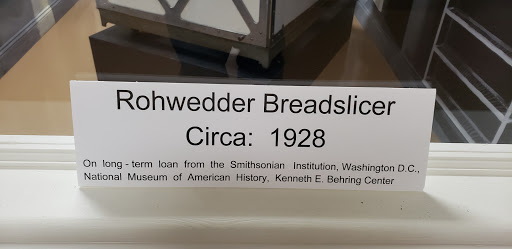 Rohwedder Breadslicer
Circa: 1928
On long - term loan from the Smithsonian Institution, Washington D.C.,
National Museum of American History, Kenneth E. Behring Center